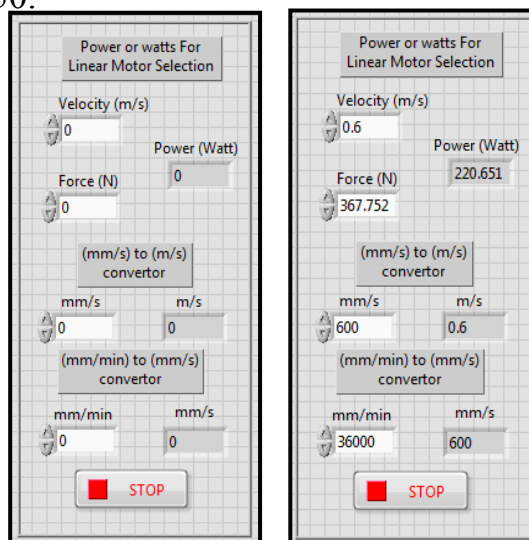 Power or watts For
Linear Motor Selection
Velocity (m/s)
0
Power (Watt)
0
Force (N)
0
(mm/s) to (m/s)
convertor
mm/s m/s
0 0
(mm/min) to (mm/s)
convertor
mm/min mm/s
0 0
STOP
Power or watts For
Linear Motor Selection
Velocity (m/s)
0.6
Power (Watt)
220.651
Force (N)
367.752
(mm/s) to (m/s)
convertor
mm/s m/s
600 0.6
(mm/min) to (mm/s)
convertor
mm/min mm/s
36000 600
STOP